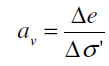 a_v = Δe / Δσ'